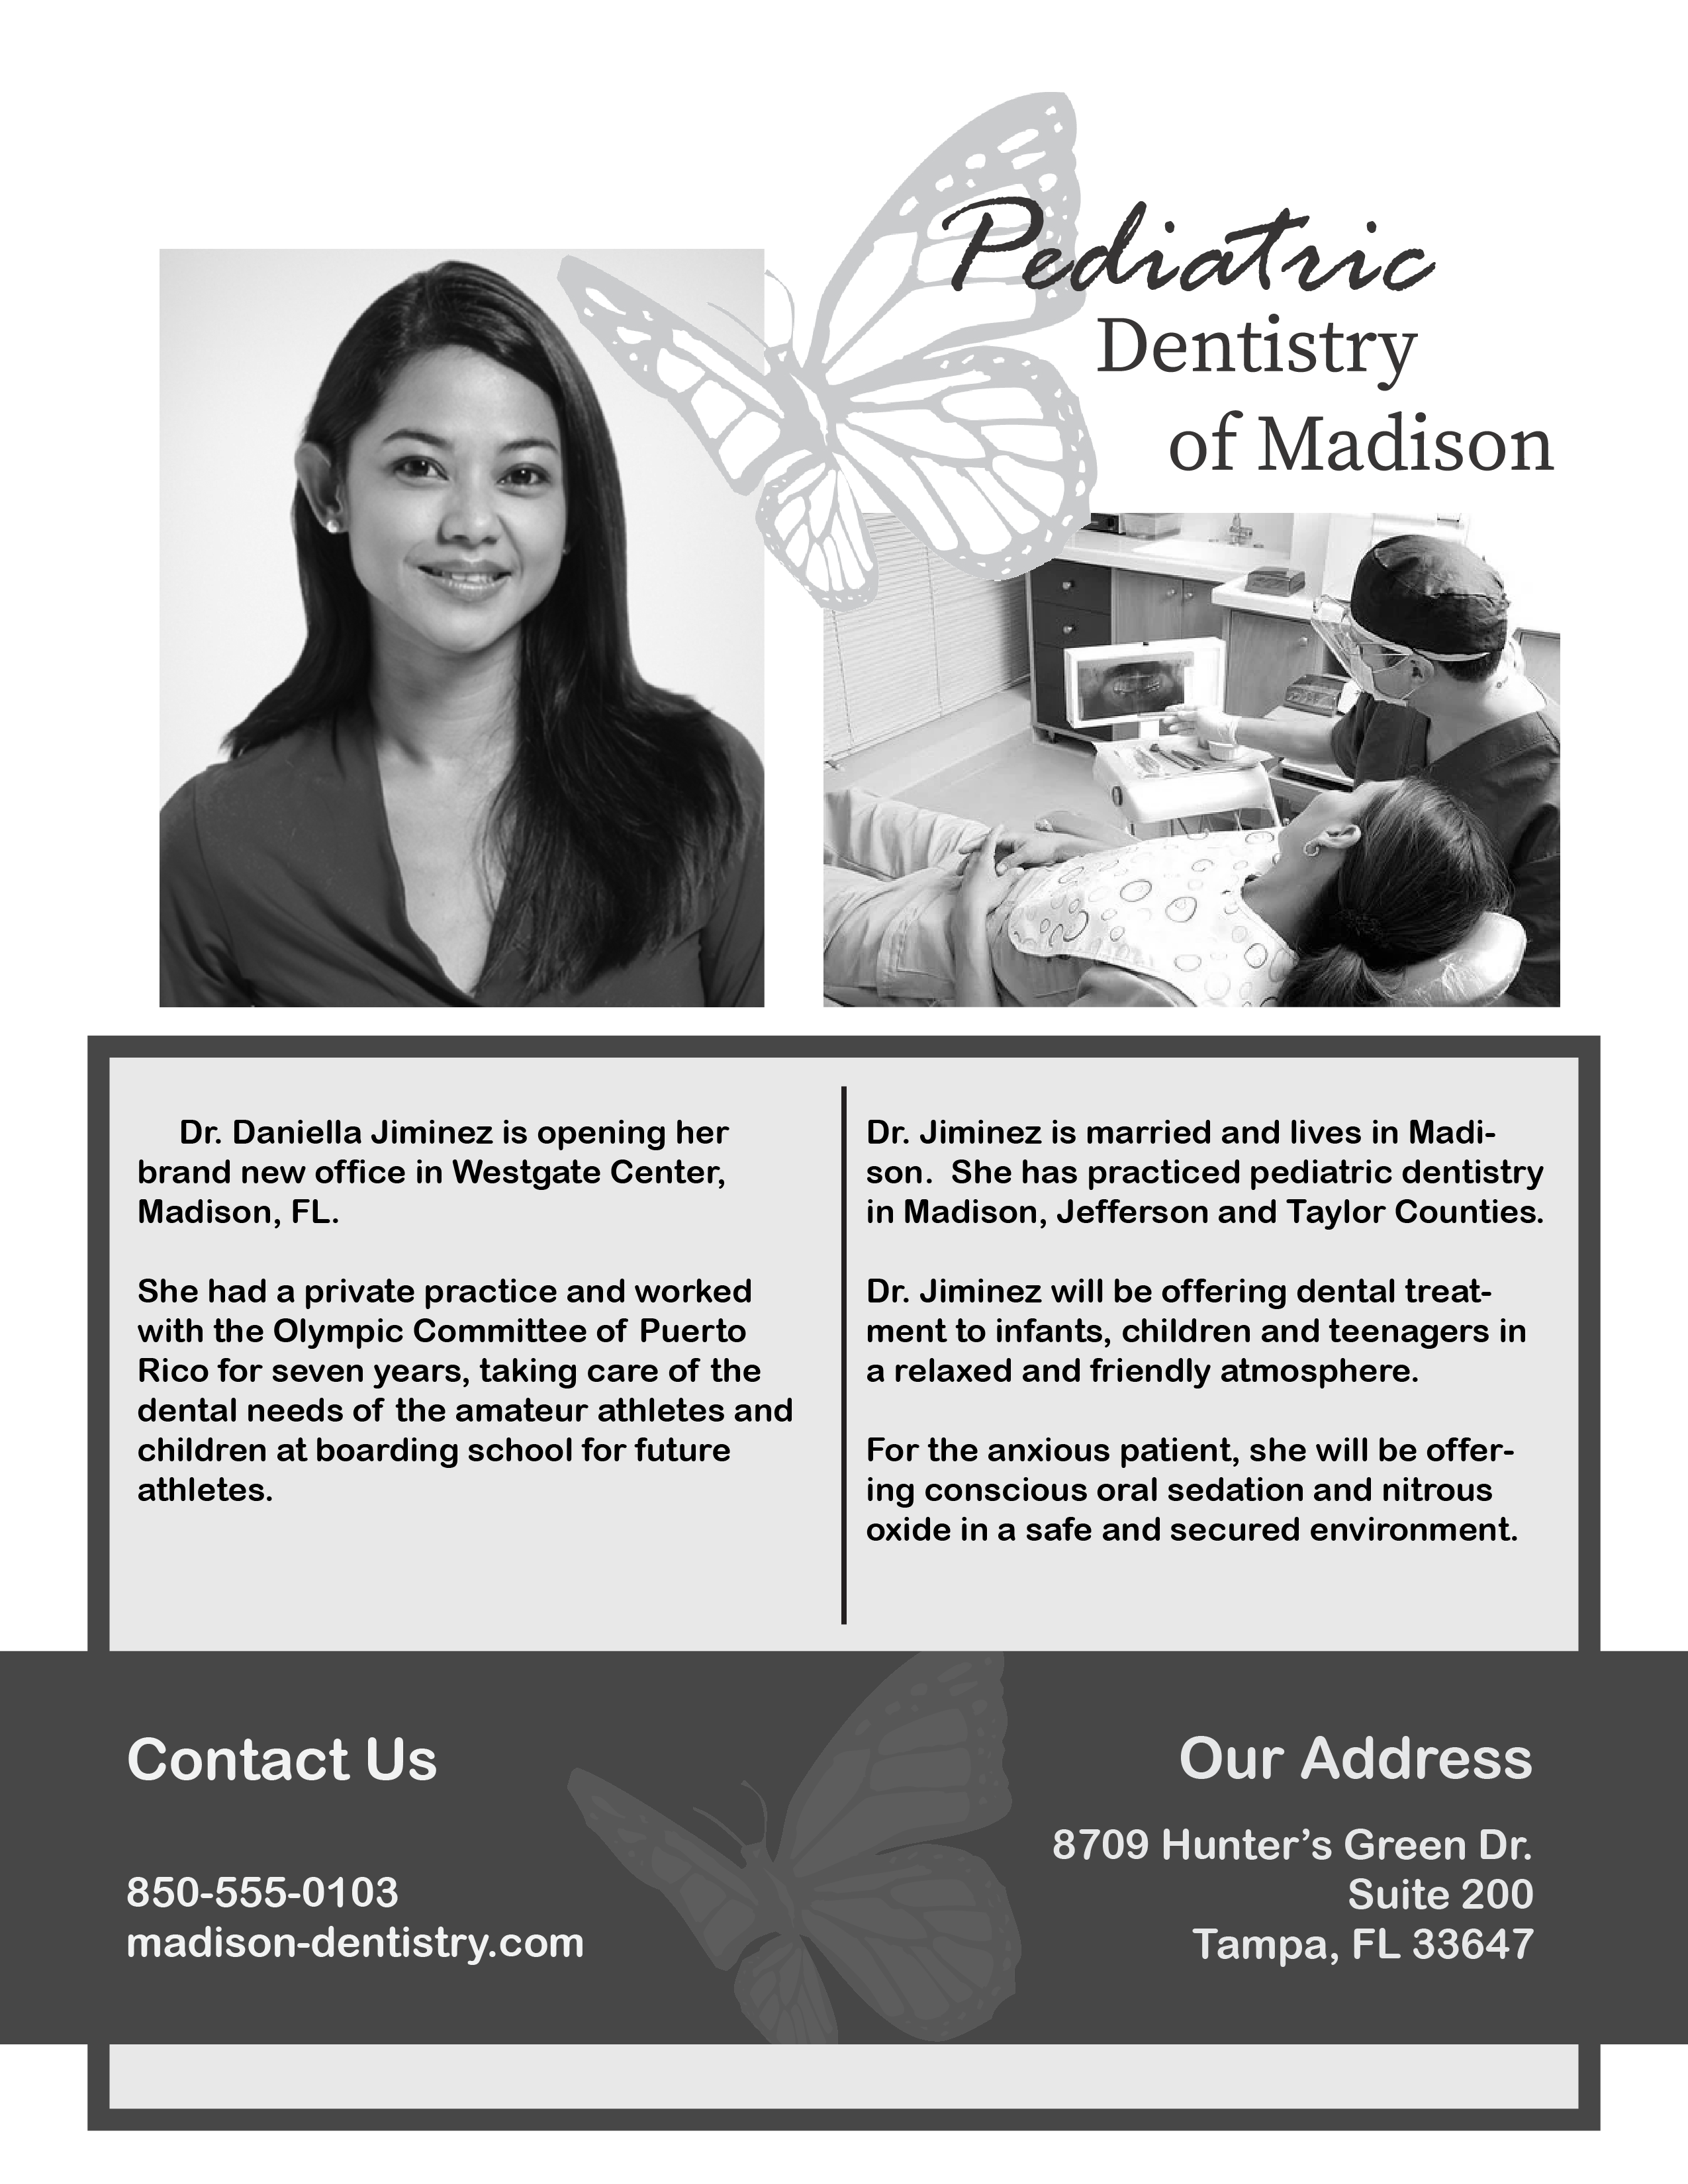 Pediatric
Dentistry
of Madison
Dr. Daniella Jiminez is opening her
brand new office in Westgate Center,
Madison, FL.
She had a private practice and worked
with the Olympic Committee of Puerto
Rico for seven years, taking care of the
dental needs of the amateur athletes and
children at boarding school for future
athletes.
Dr. Jiminez is married and lives in Madi-
son.  She has practiced pediatric dentistry
in Madison, Jefferson and Taylor Counties.
Dr. Jiminez will be offering dental treat-
ment to infants, children and teenagers in
a relaxed and friendly atmosphere.
For the anxious patient, she will be offer-
ing conscious oral sedation and nitrous
oxide in a safe and secured environment.
Contact Us
850-555-0103
madison-dentistry.com
Our Address
8709 Hunter’s Green Dr.
Suite 200
Tampa, FL 33647